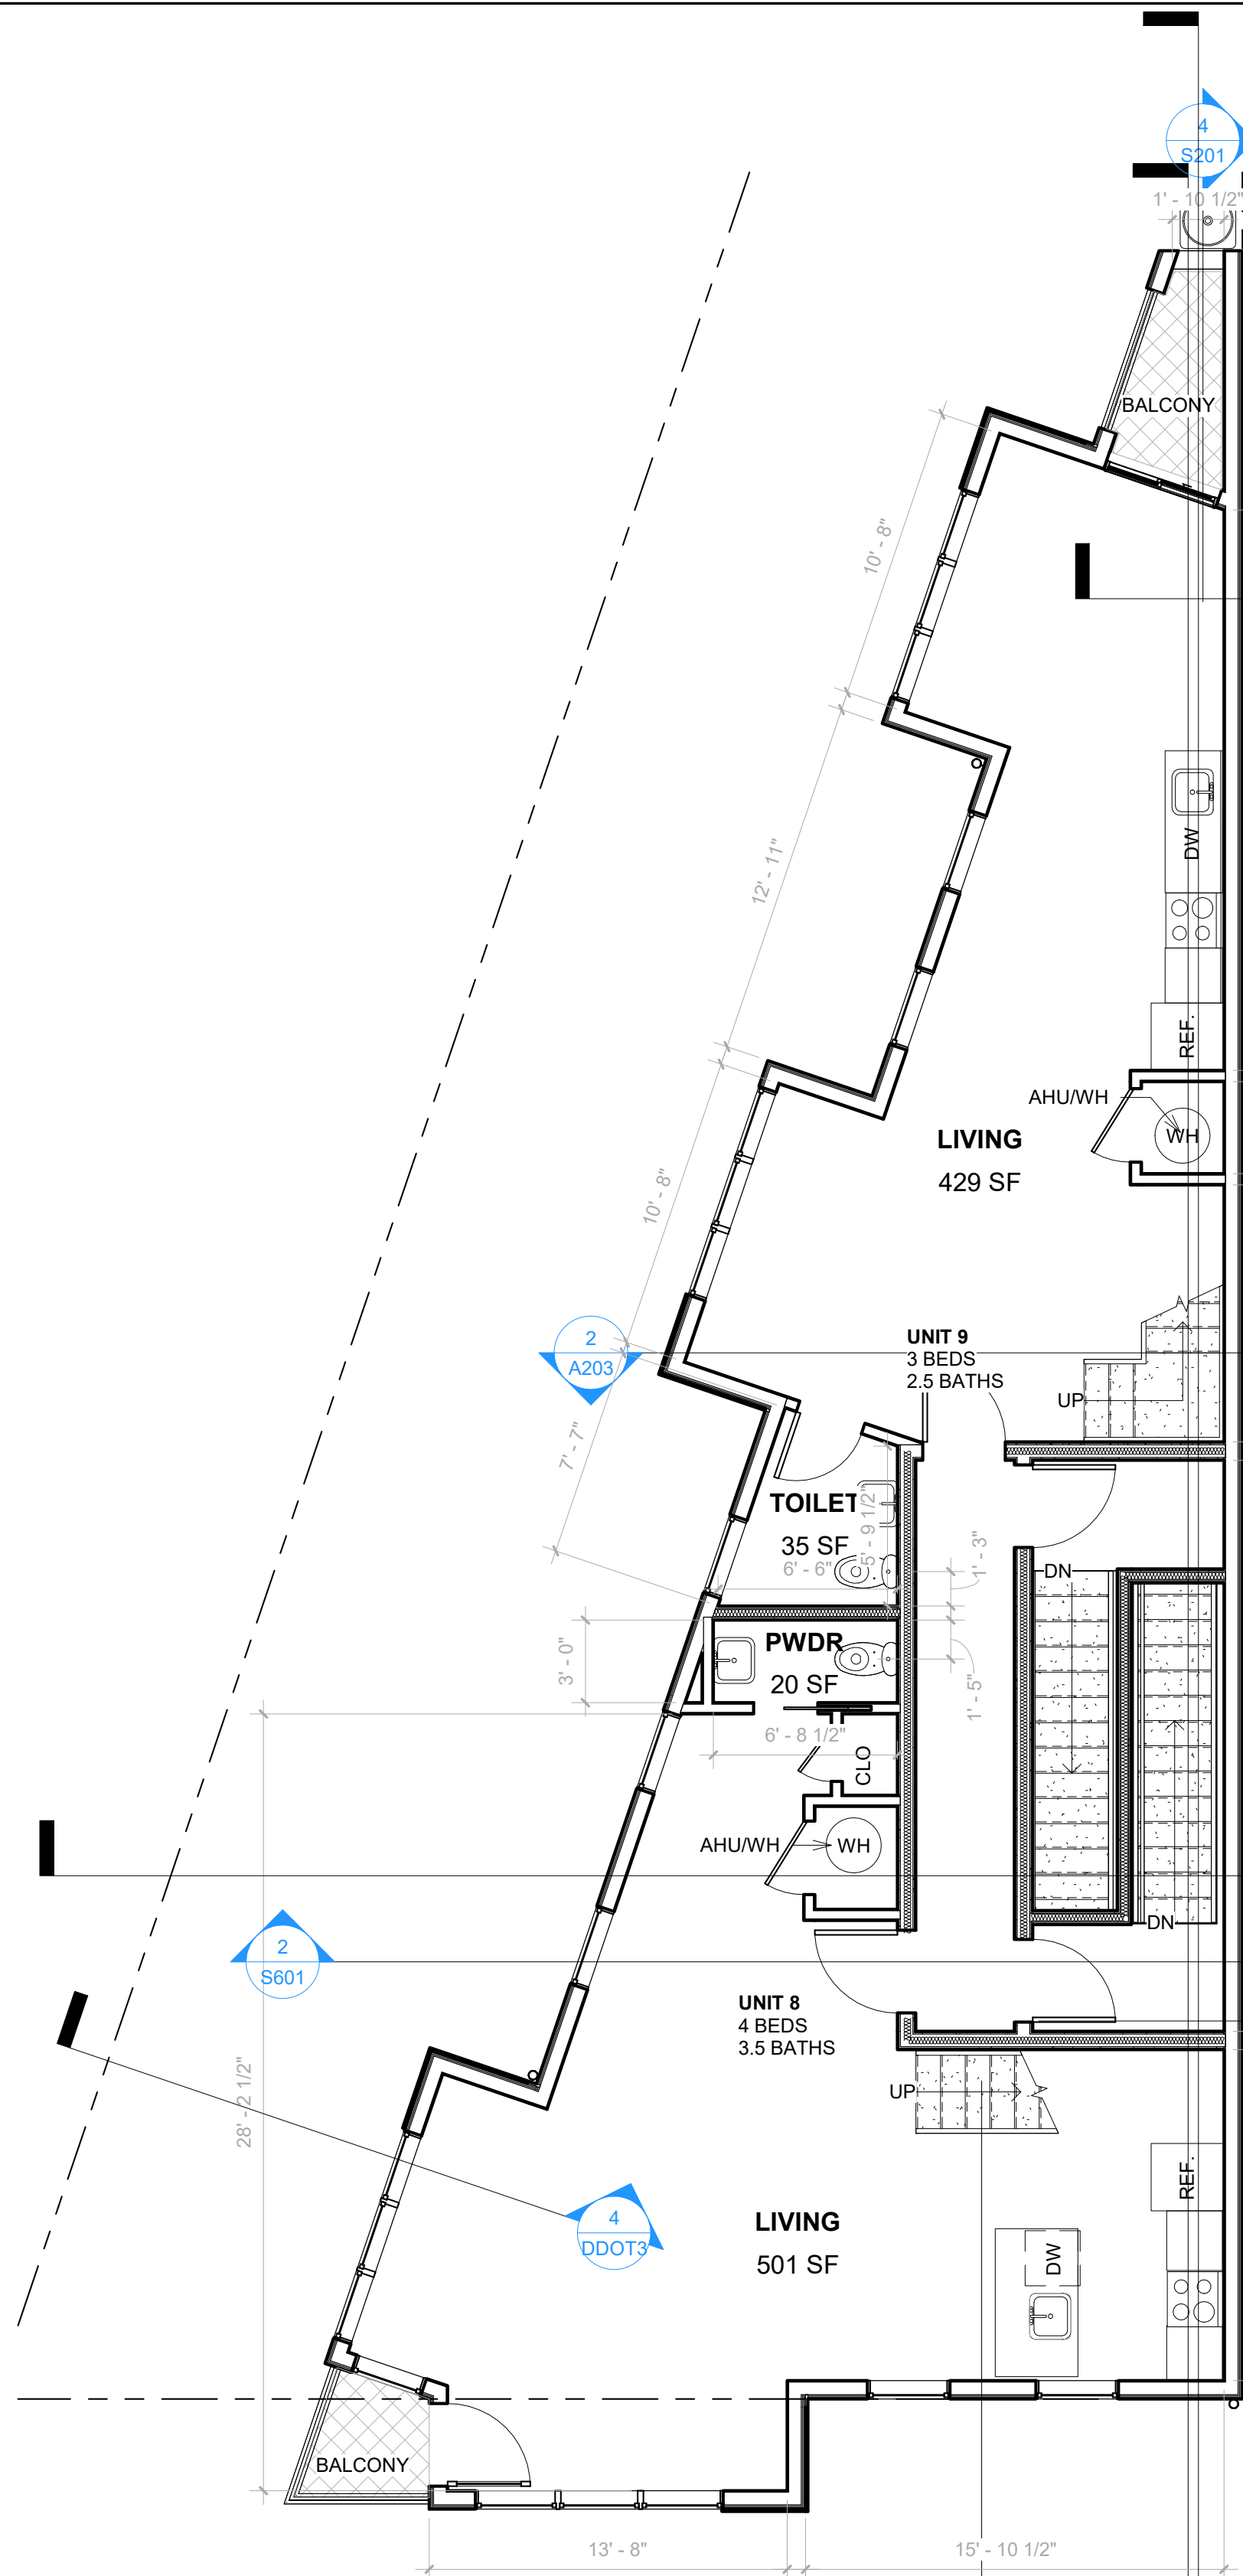 4
S201
1' - 10 1/2"
BALCONY
10' - 8"
12' - 11"
DW
REF.
AHU/WH
WH
LIVING
429 SF
10' - 8"
2
A203
UNIT 9
3 BEDS
2.5 BATHS
UP
7' - 7"
TOILET
35 SF
5' - 9 1/2"
6' - 6"
1' - 3"
DN
3' - 0"
PWDR
20 SF
1' - 5"
6' - 8 1/2"
CLO
AHU/WH
WH
DN
2
S601
UNIT 8
4 BEDS
3.5 BATHS
28' - 2 1/2"
UP
REF.
4
DDOT3
LIVING
501 SF
DW
BALCONY
13' - 8"
15' - 10 1/2"